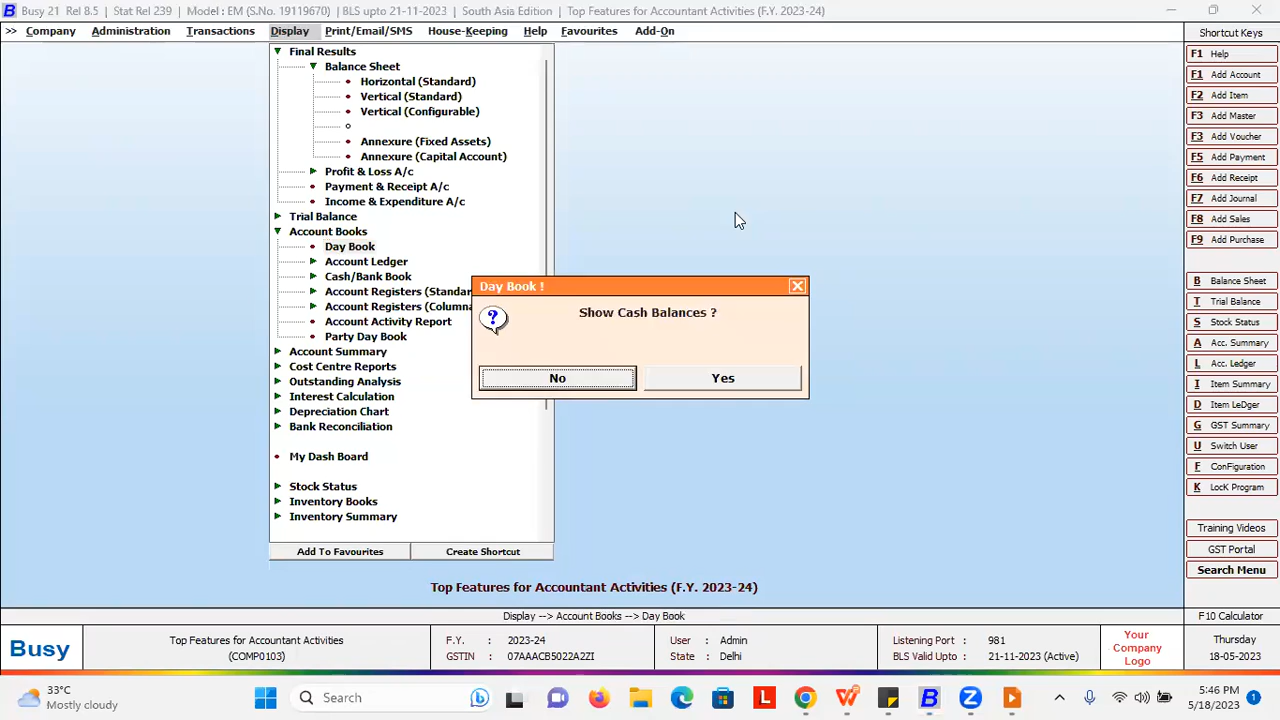 Busy 21 | Rel 8.5 | Stat Rel 239 | Model : EM (S.No. 19119670) | BLS upto 21-11-2023 | South Asia Edition | Top Features for Accountant Activities (F.Y. 2023-24)
>> Company Administration Transactions Display Print/Email/SMS House-Keeping Help Favourites Add-On
Final Results
Balance Sheet
Horizontal (Standard)
Vertical (Standard)
Vertical (Configurable)
Annexure (Fixed Assets)
Annexure (Capital Account)
Profit & Loss A/c
Payment & Receipt A/c
Income & Expenditure A/c
Trial Balance
Account Books
Day Book
Account Ledger
Cash/Bank Book
Account Registers (Standar
Account Registers (Columna
Account Activity Report
Party Day Book
Account Summary
Cost Centre Reports
Outstanding Analysis
Interest Calculation
Depreciation Chart
Bank Reconciliation
My Dash Board
Stock Status
Inventory Books
Inventory Summary
Add To Favourites Create Shortcut
Day Book !
Show Cash Balances ?
No Yes
Shortcut Keys
F1 Help
F1 Add Account
F2 Add Item
F3 Add Master
F3 Add Voucher
F5 Add Payment
F6 Add Receipt
F7 Add Journal
F8 Add Sales
F9 Add Purchase
B Balance Sheet
T Trial Balance
S Stock Status
A Acc. Summary
L Acc. Ledger
I Item Summary
D Item LeDger
G GST Summary
U Switch User
F ConFiguration
K LocK Program
Training Videos
GST Portal
Search Menu
Top Features for Accountant Activities (F.Y. 2023-24)
Display --> Account Books --> Day Book
F10 Calculator
Busy
Top Features for Accountant Activities
(COMP0103)
F.Y. : 2023-24
GSTIN : 07AAACB5022A2ZI
User : Admin
State : Delhi
Listening Port : 981
BLS Valid Upto : 21-11-2023 (Active)
Your
Company
Logo
Thursday
18-05-2023
33°C
Mostly cloudy
Search
5:46 PM
5/18/2023